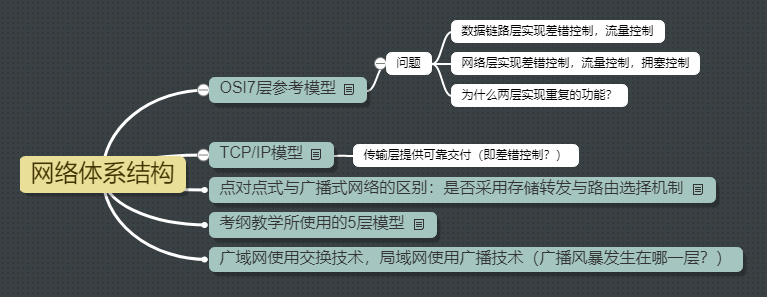 网络体系结构
OSI7层参考模型
问题
数据链路层实现差错控制，流量控制
网络层实现差错控制，流量控制，拥塞控制
为什么两层实现重复的功能？
TCP/IP模型
传输层提供可靠交付（即差错控制？）
点对点式与广播式网络的区别：是否采用存储转发与路由选择机制
考纲教学所使用的5层模型
广域网使用交换技术，局域网使用广播技术（广播风暴发生在哪一层？）